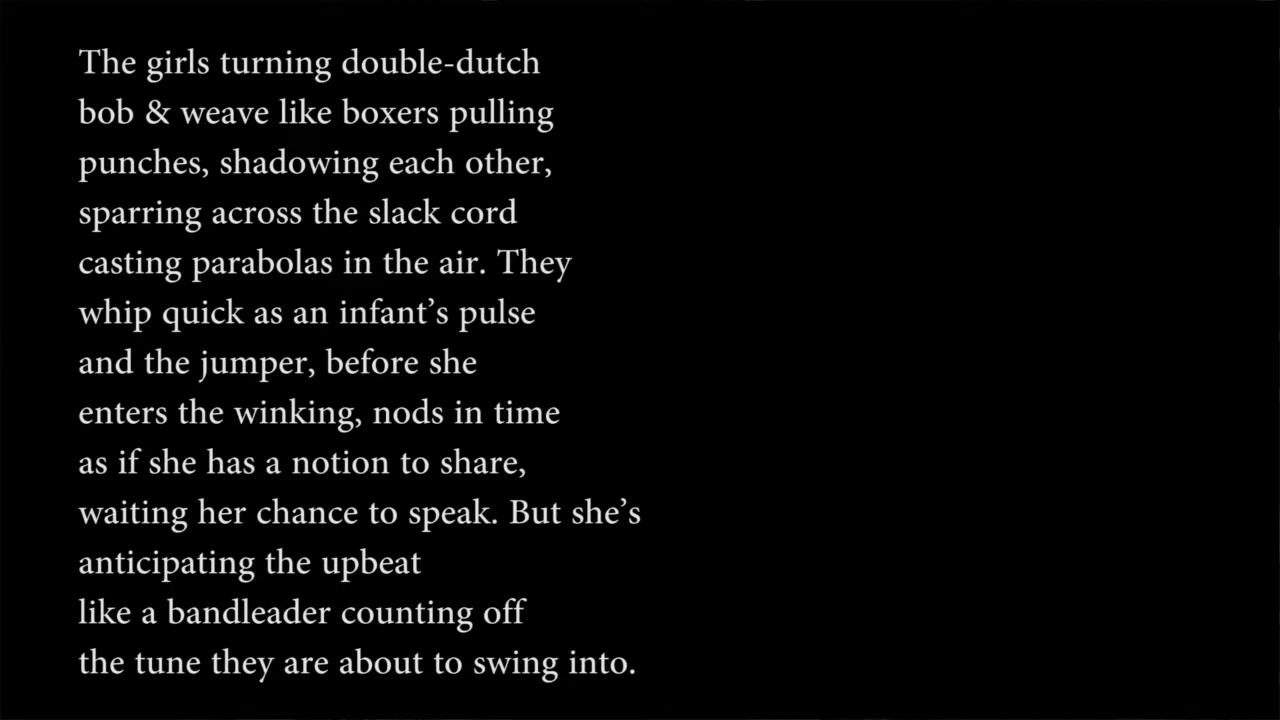 The girls turning double-dutch
bob & weave like boxers pulling
punches, shadowing each other,
sparring across the slack cord
casting parabolas in the air. They
whip quick as an infant’s pulse
and the jumper, before she
enters the winking, nods in time
as if she has a notion to share,
waiting her chance to speak. But she’s
anticipating the upbeat
like a bandleader counting off
the tune they are about to swing into.